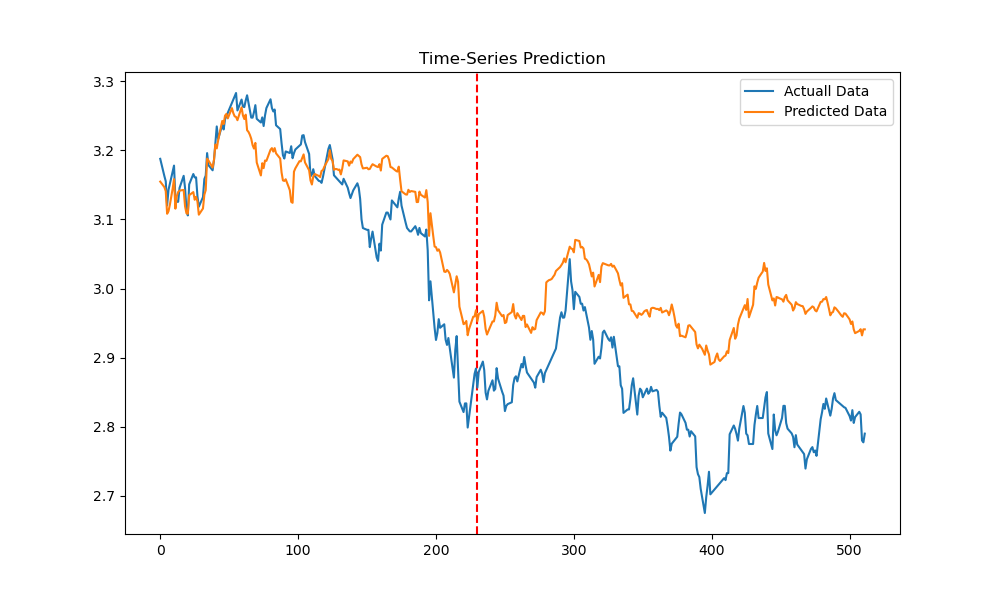 Time-Series Prediction
Actuall Data
Predicted Data
3.3
3.2
3.1
3.0
2.9
2.8
2.7
0 100 200 300 400 500